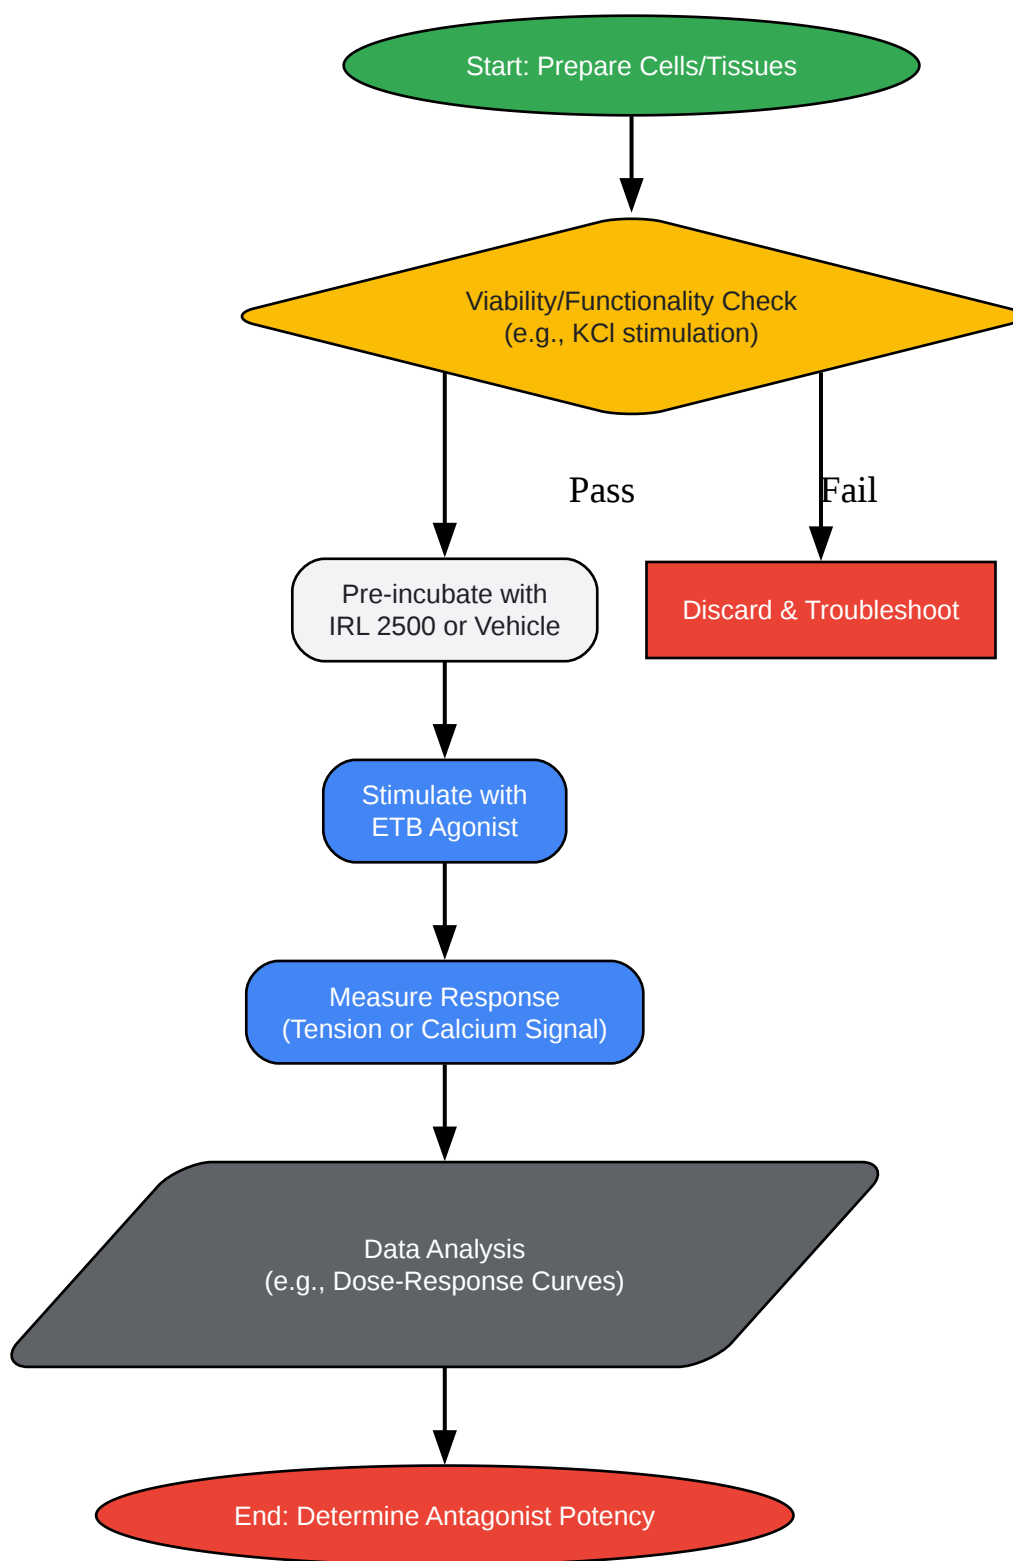 Start: Prepare Cells/Tissues
Viability/Functionality Check
(e.g., KCl stimulation)
Pass
Fail
Pre-incubate with
IRL 2500 or Vehicle
Discard & Troubleshoot
Stimulate with
ETB Agonist
Measure Response
(Tension or Calcium Signal)
Data Analysis
(e.g., Dose-Response Curves)
End: Determine Antagonist Potency